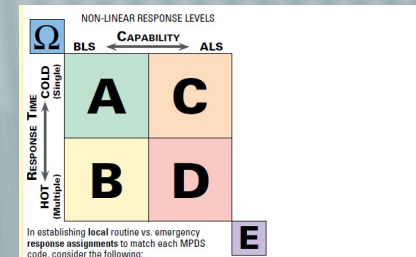 NON-LINEAR RESPONSE LEVELS
Ω
CAPABILITY
BLS ALS
RESPONSE TIME
COLD
(Single)
HOT
(Multiple)
A C
B D
E
In establishing local routine vs. emergency
response assignments to match each MPDS
code, consider the following: